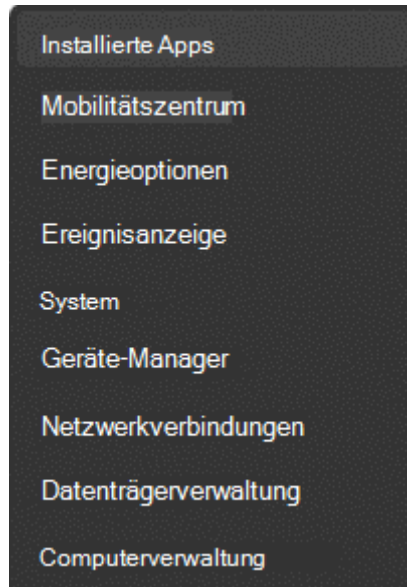 Installierte Apps
Mobilitätszentrum
Energieoptionen
Ereignisanzeige
System
Geräte-Manager
Netzwerkverbindungen
Datenträgerverwaltung
Computerverwaltung